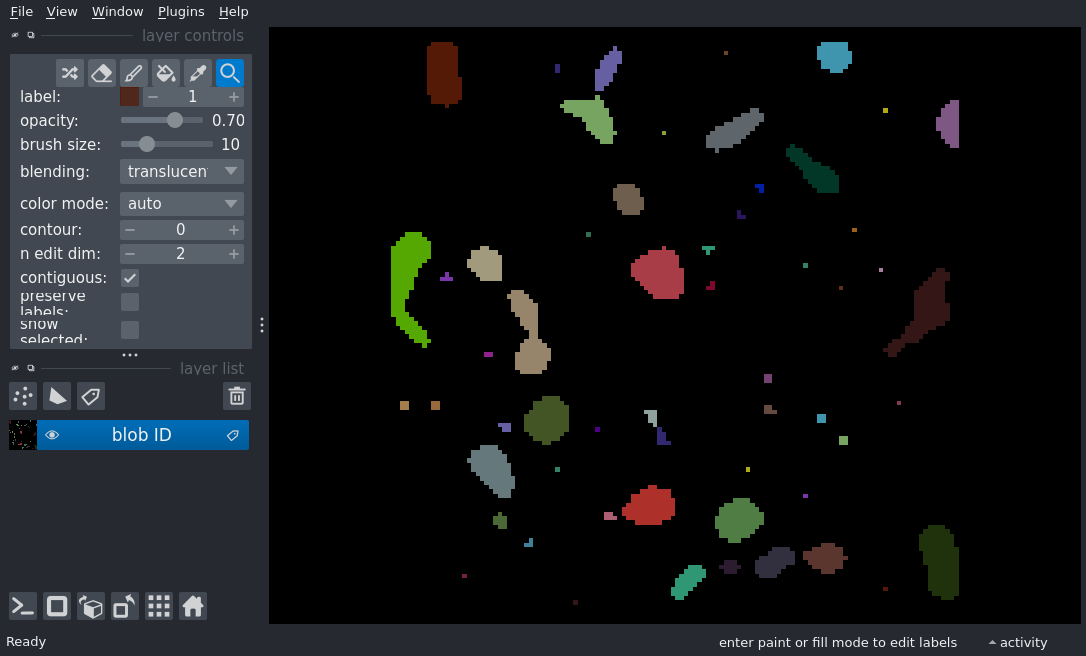 File View Window Plugins Help
layer controls
label: 1
opacity: 0.70
brush size: 10
blending: translucen
color mode: auto
contour: 0
n edit dim: 2
contiguous:
preserve
labels:
show
selected:
layer list
blob ID
Ready
enter paint or fill mode to edit labels
activity